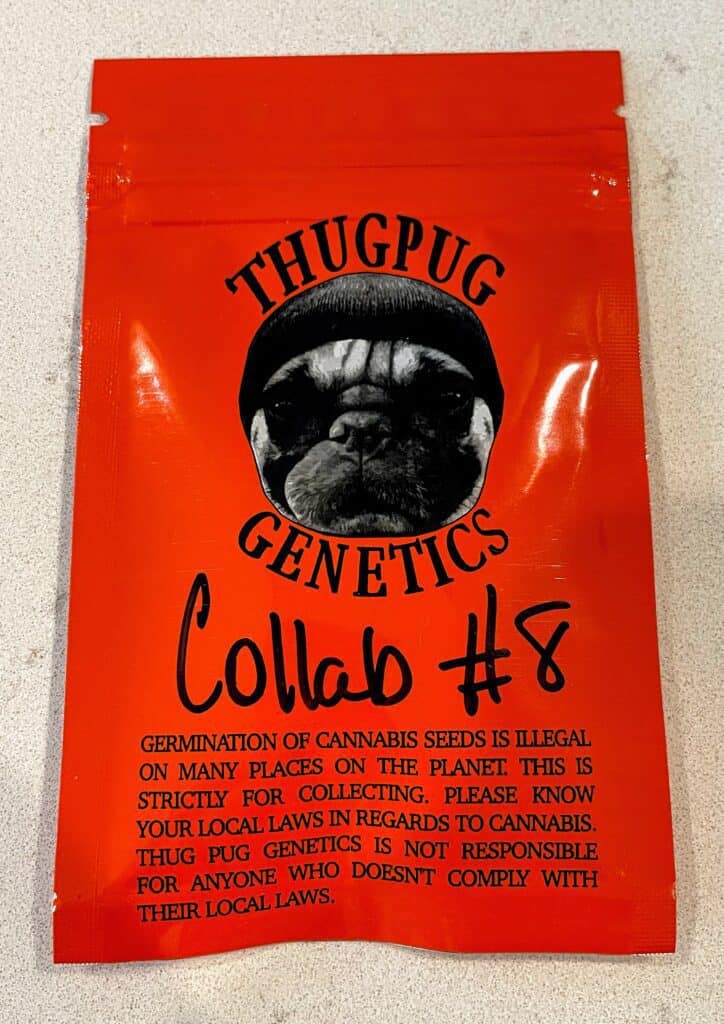 THUGPUG
GENETICS
Collab #8
GERMINATION OF CANNABIS SEEDS IS ILLEGAL
ON MANY PLACES ON THE PLANET. THIS IS
STRICTLY FOR COLLECTING. PLEASE KNOW
YOUR LOCAL LAWS IN REGARDS TO CANNABIS.
THUG PUG GENETICS IS NOT RESPONSIBLE
FOR ANYONE WHO DOESN'T COMPLY WITH
THEIR LOCAL LAWS.